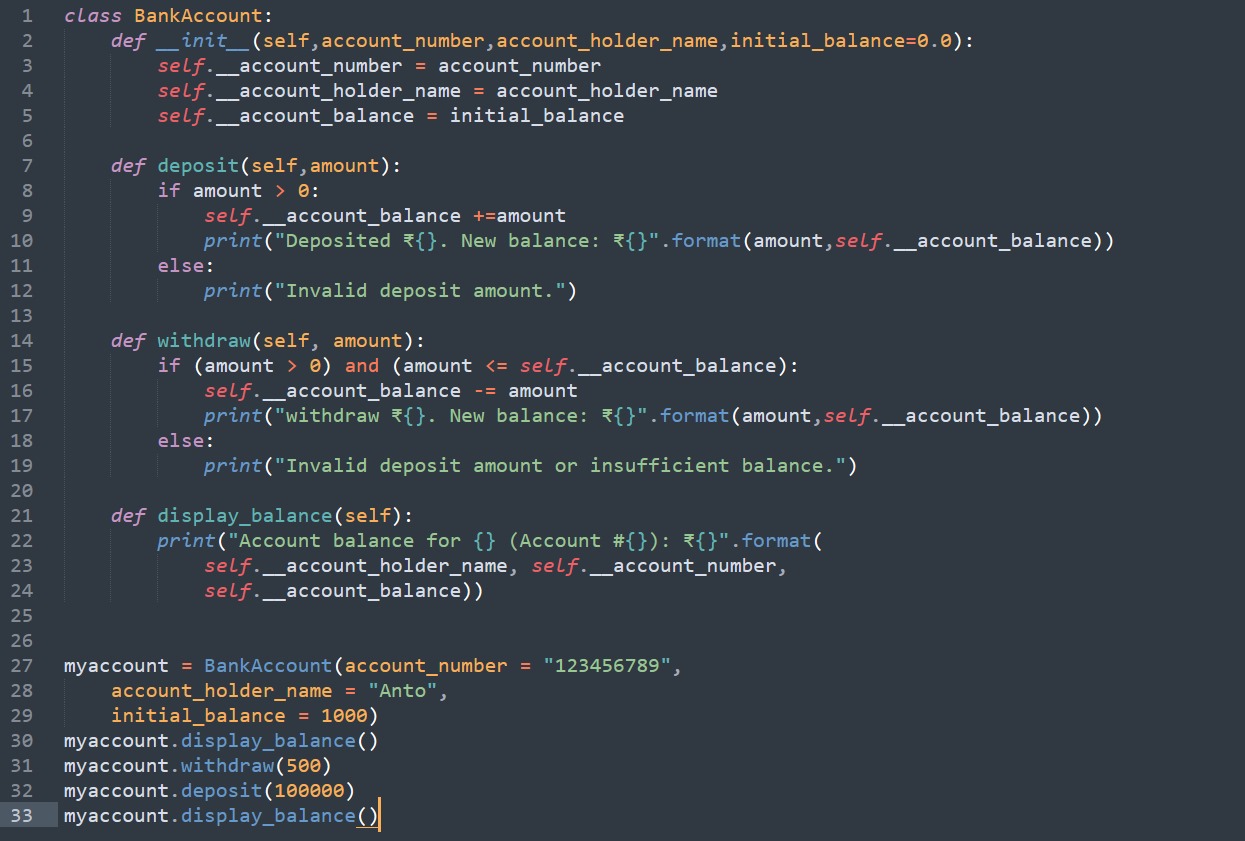 1 class BankAccount:
2     def __init__(self,account_number,account_holder_name,initial_balance=0.0):
3         self.__account_number = account_number
4         self.__account_holder_name = account_holder_name
5         self.__account_balance = initial_balance
6
7     def deposit(self,amount):
8         if amount > 0:
9             self.__account_balance +=amount
10             print("Deposited ₹{}. New balance: ₹{}".format(amount,self.__account_balance))
11         else:
12             print("Invalid deposit amount.")
13
14     def withdraw(self, amount):
15         if (amount > 0) and (amount <= self.__account_balance):
16             self.__account_balance -= amount
17             print("withdraw ₹{}. New balance: ₹{}".format(amount,self.__account_balance))
18         else:
19             print("Invalid deposit amount or insufficient balance.")
20
21     def display_balance(self):
22         print("Account balance for {} (Account #{}): ₹{}".format(
23             self.__account_holder_name, self.__account_number,
24             self.__account_balance))
25
26
27 myaccount = BankAccount(account_number = "123456789",
28     account_holder_name = "Anto",
29     initial_balance = 1000)
30 myaccount.display_balance()
31 myaccount.withdraw(500)
32 myaccount.deposit(100000)
33 myaccount.display_balance()